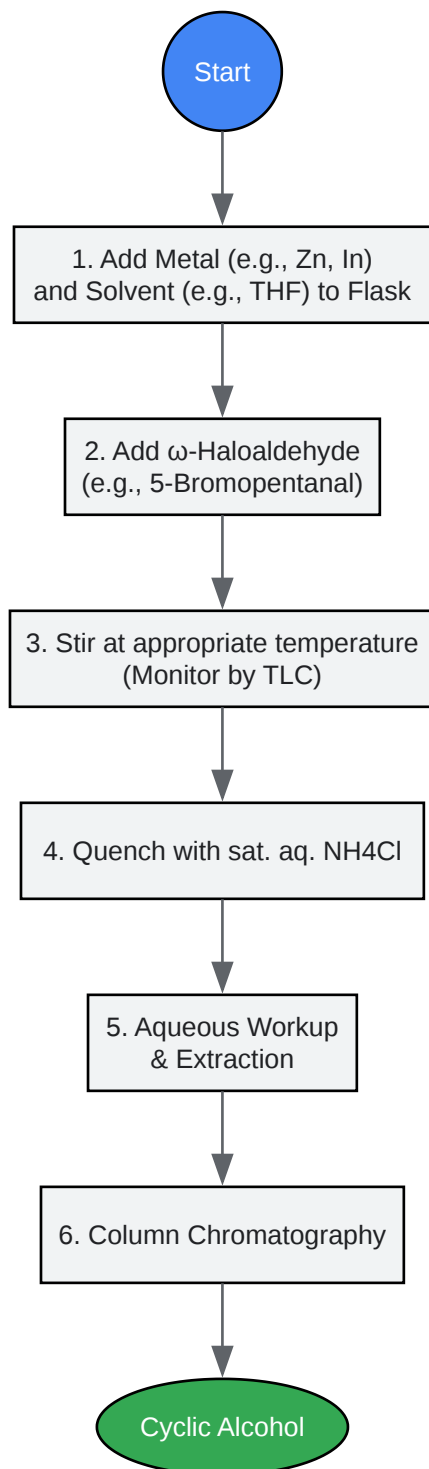 Start
1. Add Metal (e.g., Zn, In)
and Solvent (e.g., THF) to Flask
2. Add ω-Haloaldehyde
(e.g., 5-Bromopentanal)
3. Stir at appropriate temperature
(Monitor by TLC)
4. Quench with sat. aq. NH4Cl
5. Aqueous Workup
& Extraction
6. Column Chromatography
Cyclic Alcohol